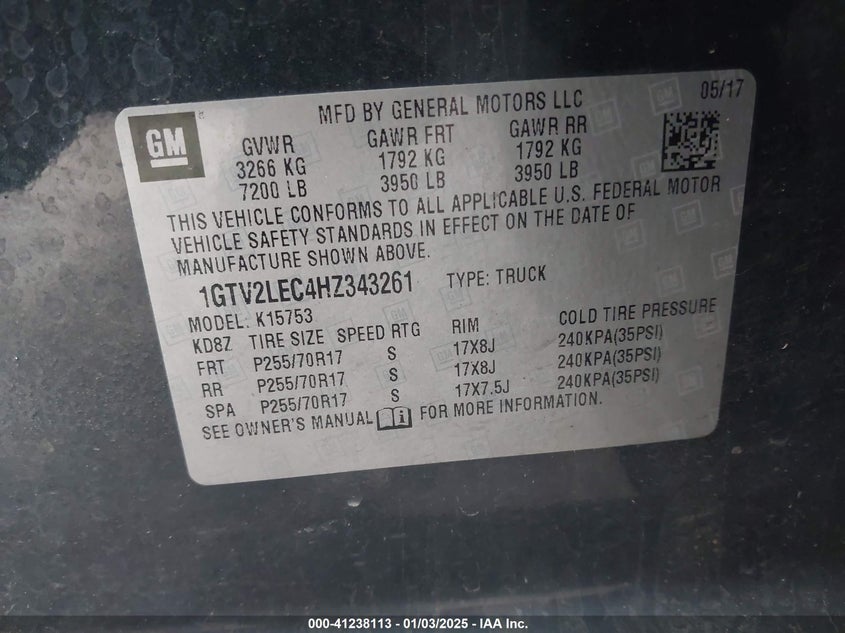 MFD BY GENERAL MOTORS LLC 05/17
GM
GVWR GAWR FRT GAWR RR
3266 KG 1792 KG 1792 KG
7200 LB 3950 LB 3950 LB
THIS VEHICLE CONFORMS TO ALL APPLICABLE U.S. FEDERAL MOTOR
VEHICLE SAFETY STANDARDS IN EFFECT ON THE DATE OF
MANUFACTURE SHOWN ABOVE.
1GTV2LEC4HZ343261 TYPE: TRUCK
MODEL: K15753
KD8Z TIRE SIZE SPEED RTG RIM COLD TIRE PRESSURE
FRT P255/70R17 S 17X8J 240KPA(35PSI)
RR P255/70R17 S 17X8J 240KPA(35PSI)
SPA P255/70R17 S 17X7.5J 240KPA(35PSI)
SEE OWNER'S MANUAL FOR MORE INFORMATION.
000-41238113 - 01/03/2025 - IAA Inc.